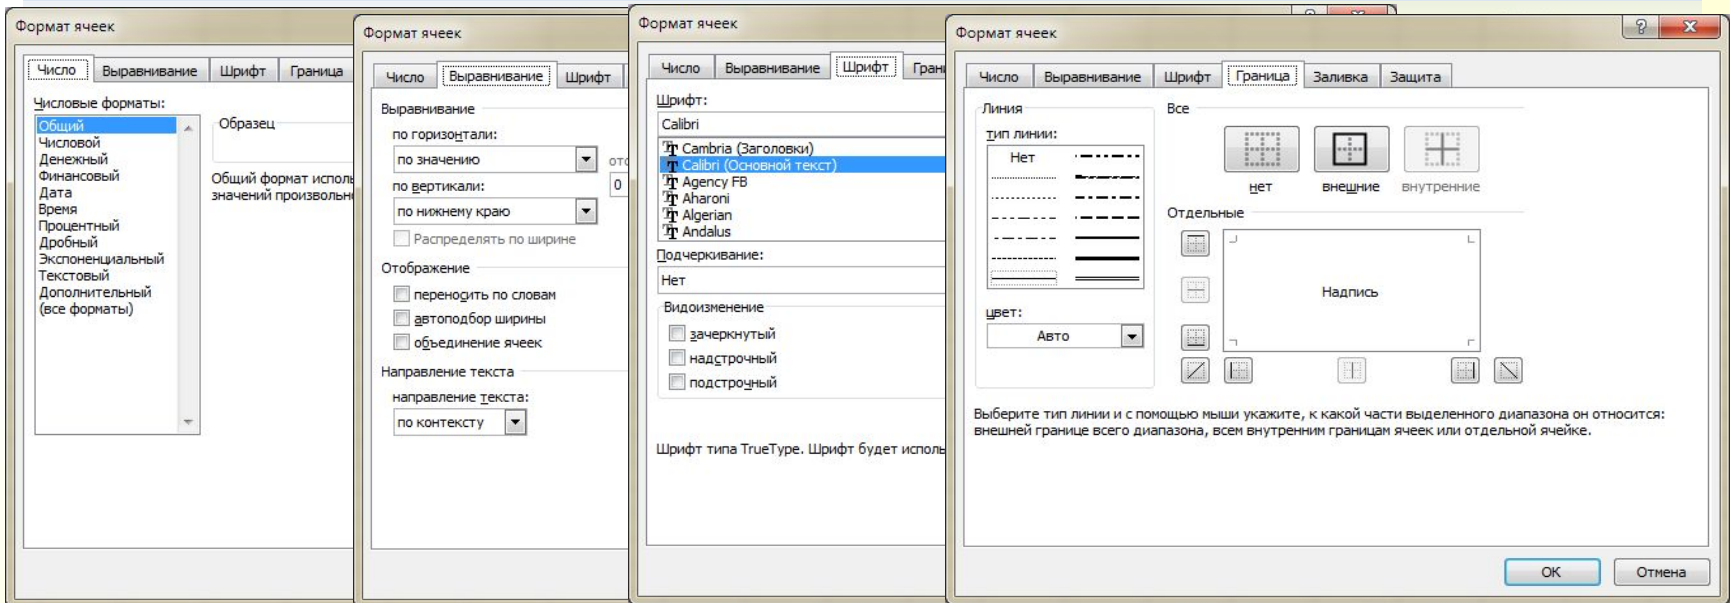 Формат ячеек
Число Выравнивание Шрифт Граница
Числовые форматы:
Общий
Числовой
Денежный
Финансовый
Дата
Время
Процентный
Дробный
Экспоненциальный
Текстовый
Дополнительный
(все форматы)
Образец
Общий формат исполь
значений произвольн
Формат ячеек
Число Выравнивание Шрифт
Выравнивание
по горизонтали:
по значению
отс
по вертикали:
0
по нижнему краю
Распределять по ширине
Отображение
переносить по словам
автоподбор ширины
объединение ячеек
Направление текста
направление текста:
по контексту
Формат ячеек
Число Выравнивание Шрифт Грани
Шрифт:
Calibri
Cambria (Заголовки)
Calibri (Основной текст)
Agency FB
Aharoni
Algerian
Andalus
Подчеркивание:
Нет
Видоизменение
зачеркнутый
надстрочный
подстрочный
Шрифт типа TrueType. Шрифт будет исполь
Формат ячеек
Число Выравнивание Шрифт Граница Заливка Защита
Линия
тип линии:
Нет
цвет:
Авто
Все
нет внешние внутренние
Отдельные
Надпись
Выберите тип линии и с помощью мыши укажите, к какой части выделенного диапазона он относится:
внешней границе всего диапазона, всем внутренним границам ячеек или отдельной ячейке.
ОК Отмена